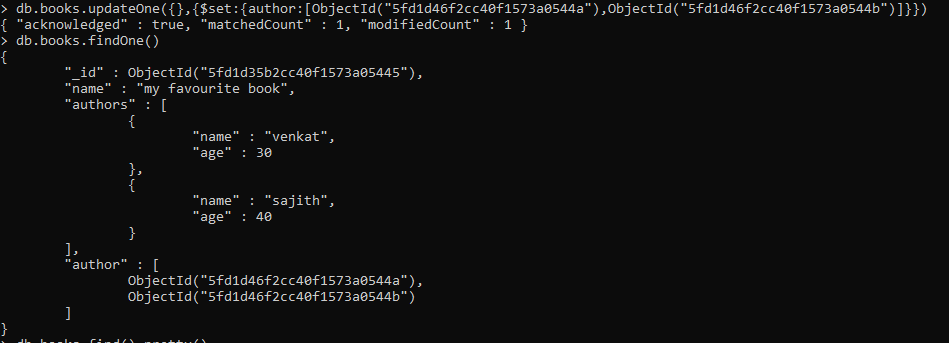 > db.books.updateOne({},{$set:{author:[ObjectId("5fd1d46f2cc40f1573a0544a"),ObjectId("5fd1d46f2cc40f1573a0544b")]}})
{ "acknowledged" : true, "matchedCount" : 1, "modifiedCount" : 1 }
> db.books.findOne()
{
        "_id" : ObjectId("5fd1d35b2cc40f1573a05445"),
        "name" : "my favourite book",
        "authors" : [
                {
                        "name" : "venkat",
                        "age" : 30
                },
                {
                        "name" : "sajith",
                        "age" : 40
                }
        ],
        "author" : [
                ObjectId("5fd1d46f2cc40f1573a0544a"),
                ObjectId("5fd1d46f2cc40f1573a0544b")
        ]
}
> db.books.find().pretty()